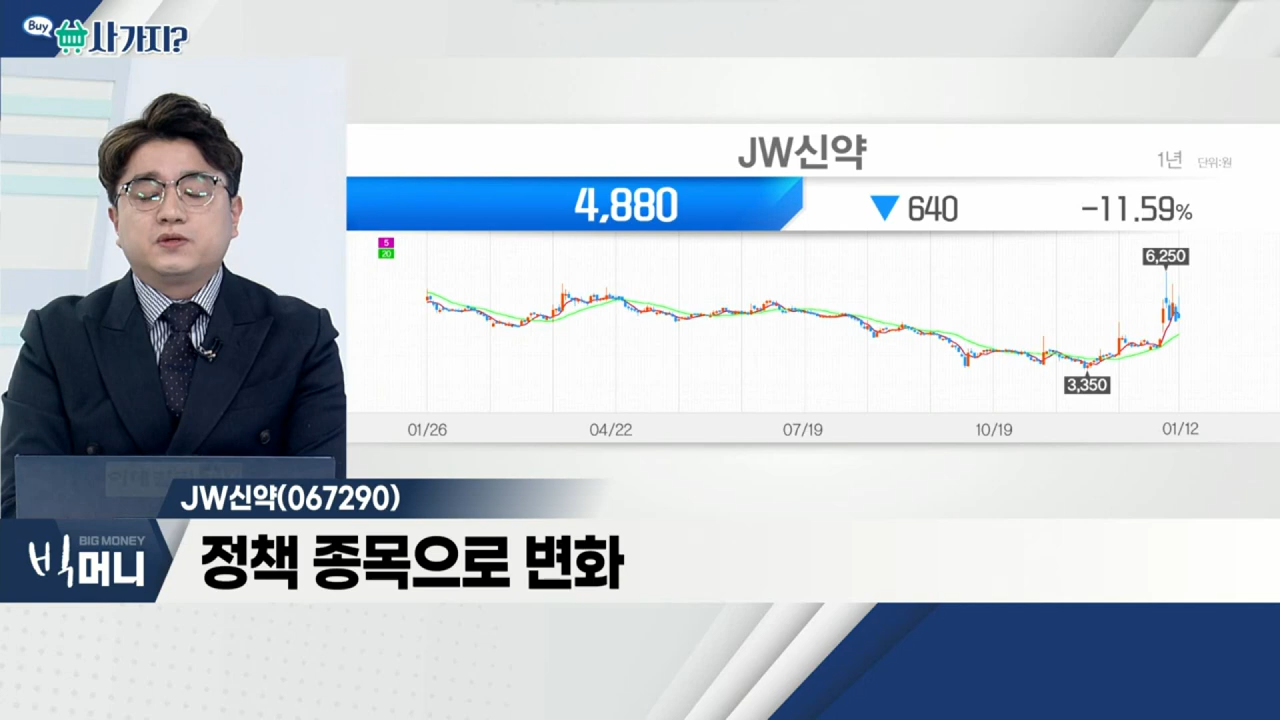 Buy
사가지?
JW신약
1년 단위:원
4,880
▼ 640
-11.59%
5
20
6,250
3,350
01/26
04/22
07/19
10/19
01/12
JW신약(067290)
BIG MONEY
빅머니
정책 종목으로 변화